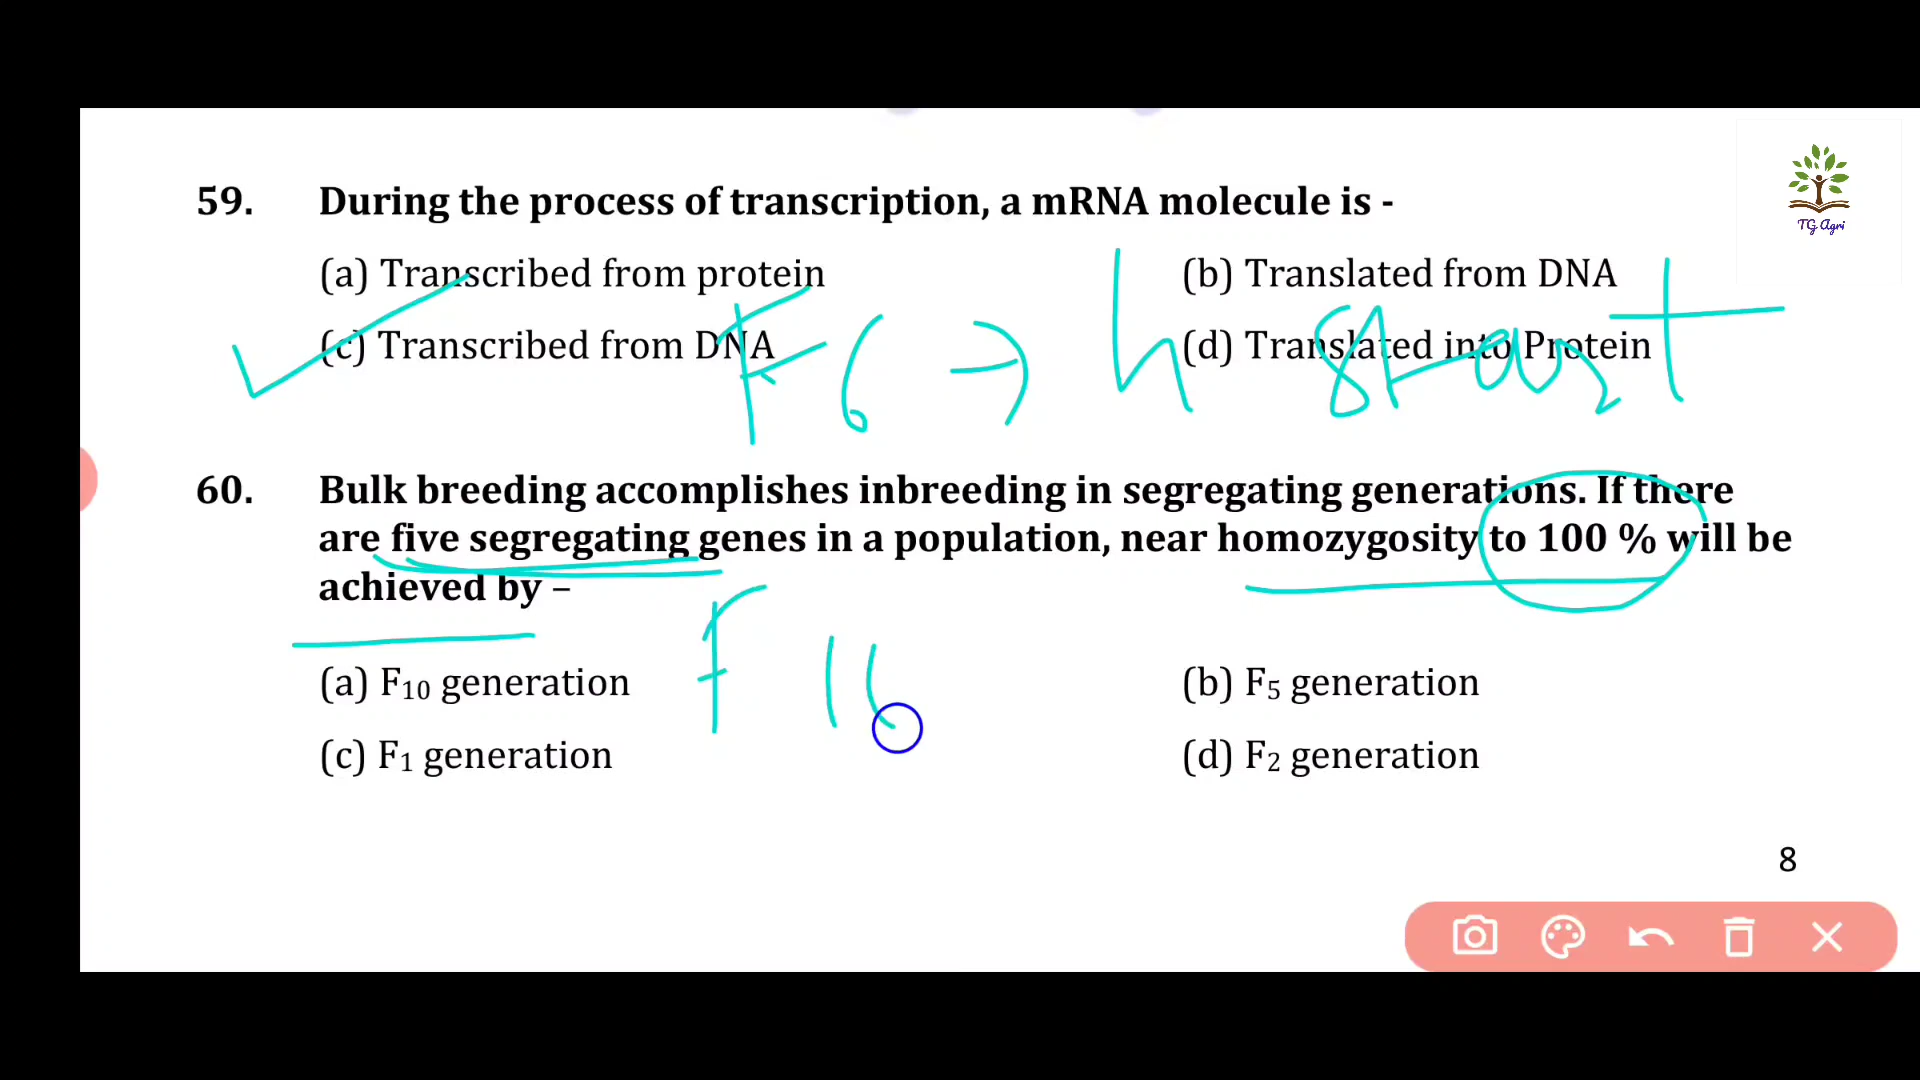 TG Agri
59. During the process of transcription, a mRNA molecule is -
(a) Transcribed from protein (b) Translated from DNA
(c) Transcribed from DNA (d) Translated into Protein
F6 → h start
60. Bulk breeding accomplishes inbreeding in segregating generations. If there
are five segregating genes in a population, near homozygosity to 100 % will be
achieved by –
F 16
(a) F₁₀ generation (b) F₅ generation
(c) F₁ generation (d) F₂ generation
8